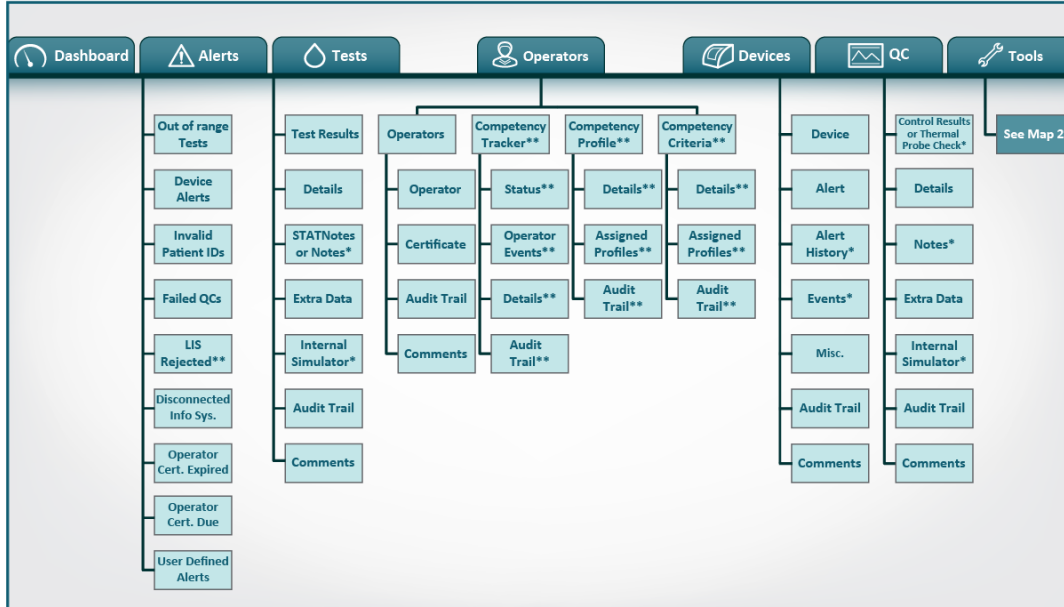 Dashboard
Alerts
Tests
Operators
Devices
QC
Tools
Out of range
Tests
Device
Alerts
Invalid
Patient IDs
Failed QCs
LIS
Rejected**
Disconnected
Info Sys.
Operator
Cert. Expired
Operator
Cert. Due
User Defined
Alerts
Test Results
Details
STATNotes
or Notes*
Extra Data
Internal
Simulator*
Audit Trail
Comments
Operators
Operator
Certificate
Audit Trail
Comments
Competency
Tracker**
Status**
Operator
Events**
Details**
Audit
Trail**
Competency
Profile**
Details**
Assigned
Profiles**
Audit
Trail**
Competency
Criteria**
Details**
Assigned
Profiles**
Audit
Trail**
Device
Alert
Alert
History*
Events*
Misc.
Audit Trail
Comments
Control Results
or Thermal
Probe Check*
Details
Notes*
Extra Data
Internal
Simulator*
Audit Trail
Comments
See Map 2